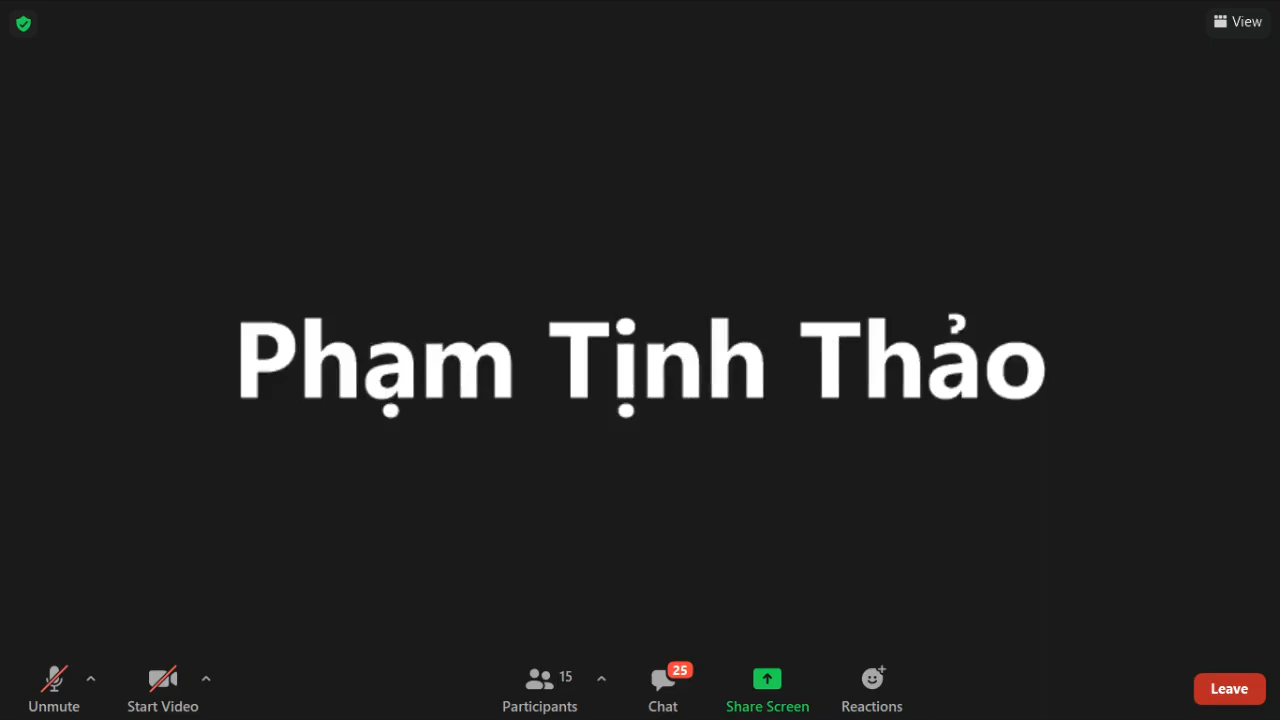 View
Phạm Tịnh Thảo
15
25
Unmute
Start Video
Participants
Chat
Share Screen
Reactions
Leave